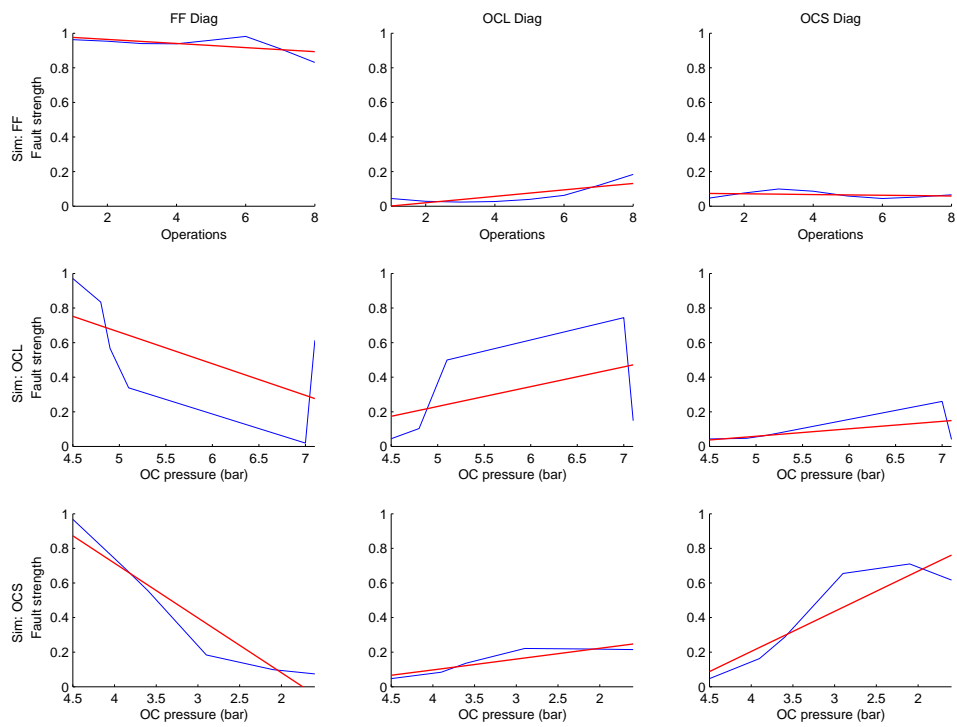 FF Diag
OCL Diag
OCS Diag
Sim: FF
Fault strength
1
0.8
0.6
0.4
0.2
0
2 4 6 8
Operations
1
0.8
0.6
0.4
0.2
0
2 4 6 8
Operations
1
0.8
0.6
0.4
0.2
0
2 4 6 8
Operations
Sim: OCL
Fault strength
1
0.8
0.6
0.4
0.2
0
4.5 5 5.5 6 6.5 7
OC pressure (bar)
1
0.8
0.6
0.4
0.2
0
4.5 5 5.5 6 6.5 7
OC pressure (bar)
1
0.8
0.6
0.4
0.2
0
4.5 5 5.5 6 6.5 7
OC pressure (bar)
Sim: OCS
Fault strength
1
0.8
0.6
0.4
0.2
0
4.5 4 3.5 3 2.5 2
OC pressure (bar)
1
0.8
0.6
0.4
0.2
0
4.5 4 3.5 3 2.5 2
OC pressure (bar)
1
0.8
0.6
0.4
0.2
0
4.5 4 3.5 3 2.5 2
OC pressure (bar)